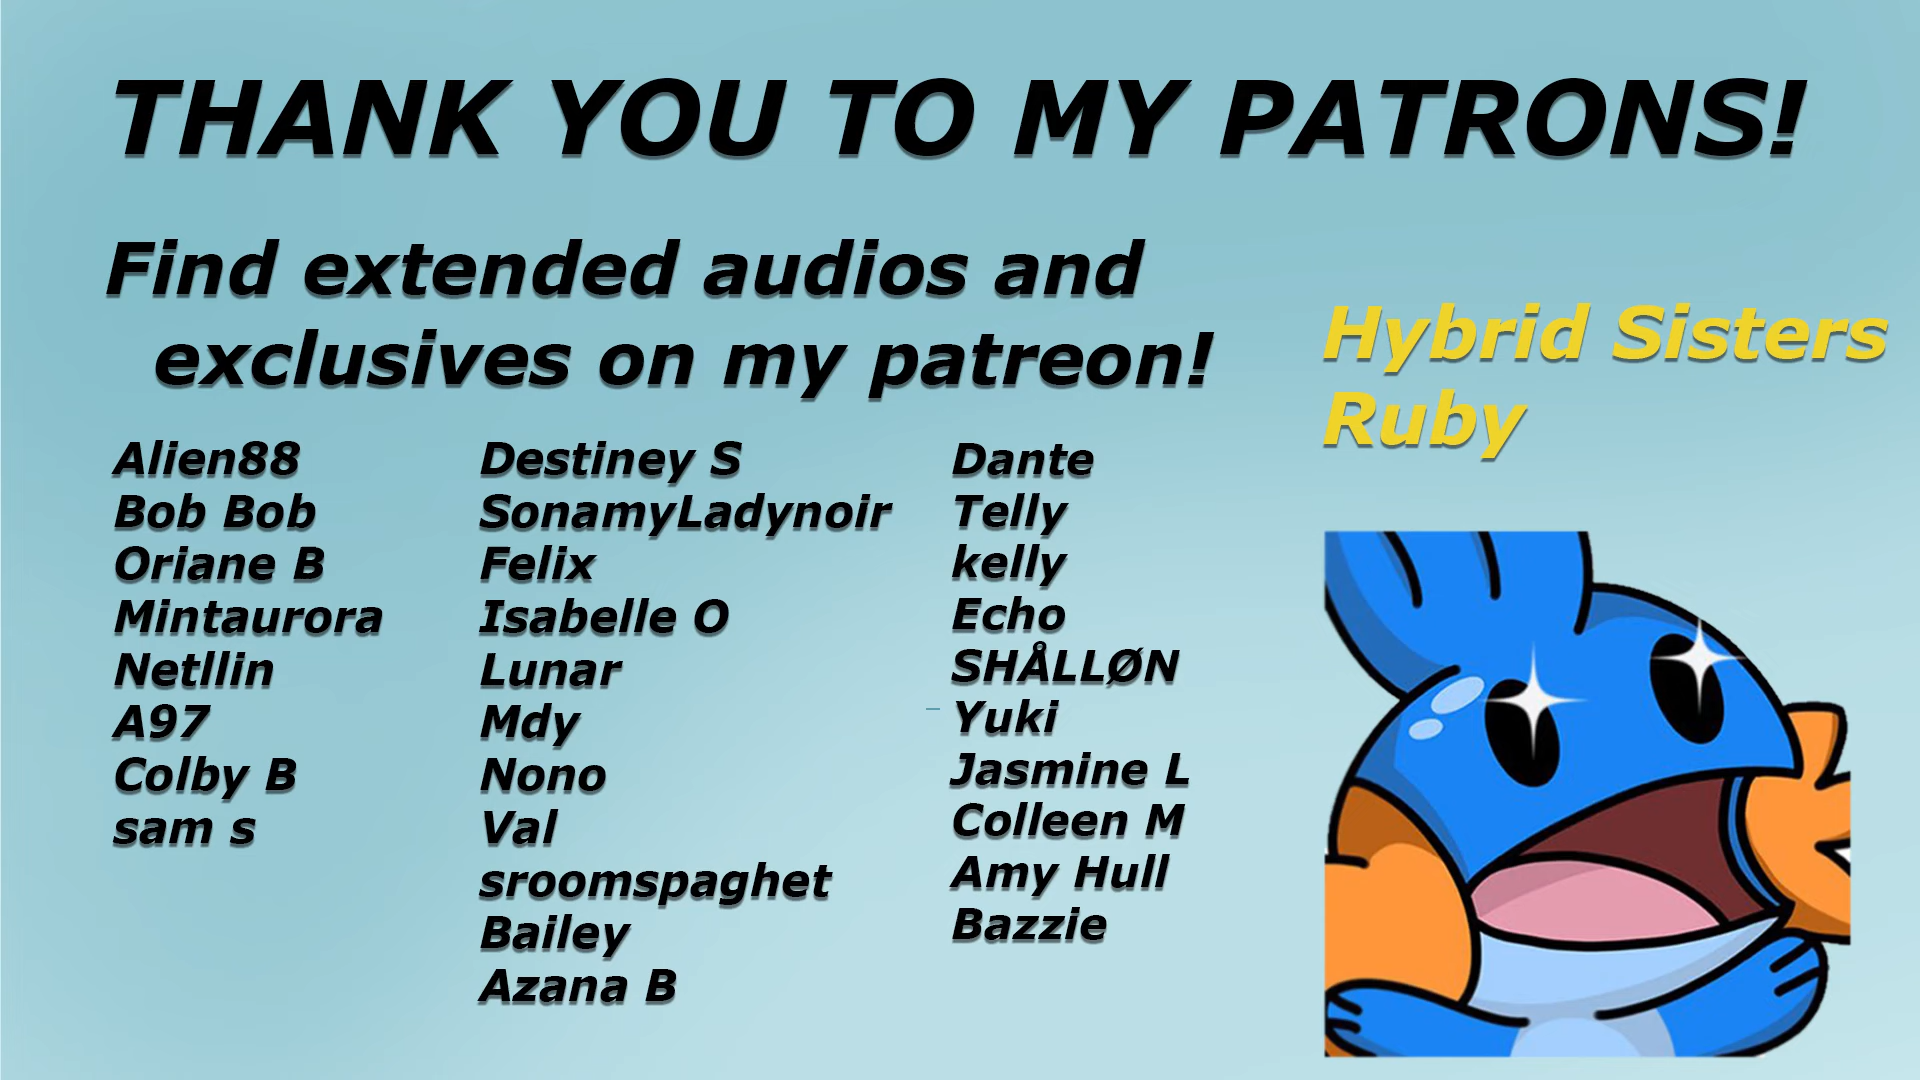 THANK YOU TO MY PATRONS!
Find extended audios and
exclusives on my patreon!
Alien88
Bob Bob
Oriane B
Mintaurora
Netllin
A97
Colby B
sam s
Destiney S
SonamyLadynoir
Felix
Isabelle O
Lunar
Mdy
Nono
Val
sroomspaghet
Bailey
Azana B
Dante
Telly
kelly
Echo
SHÅLLØN
Yuki
Jasmine L
Colleen M
Amy Hull
Bazzie
Hybrid Sisters
Ruby